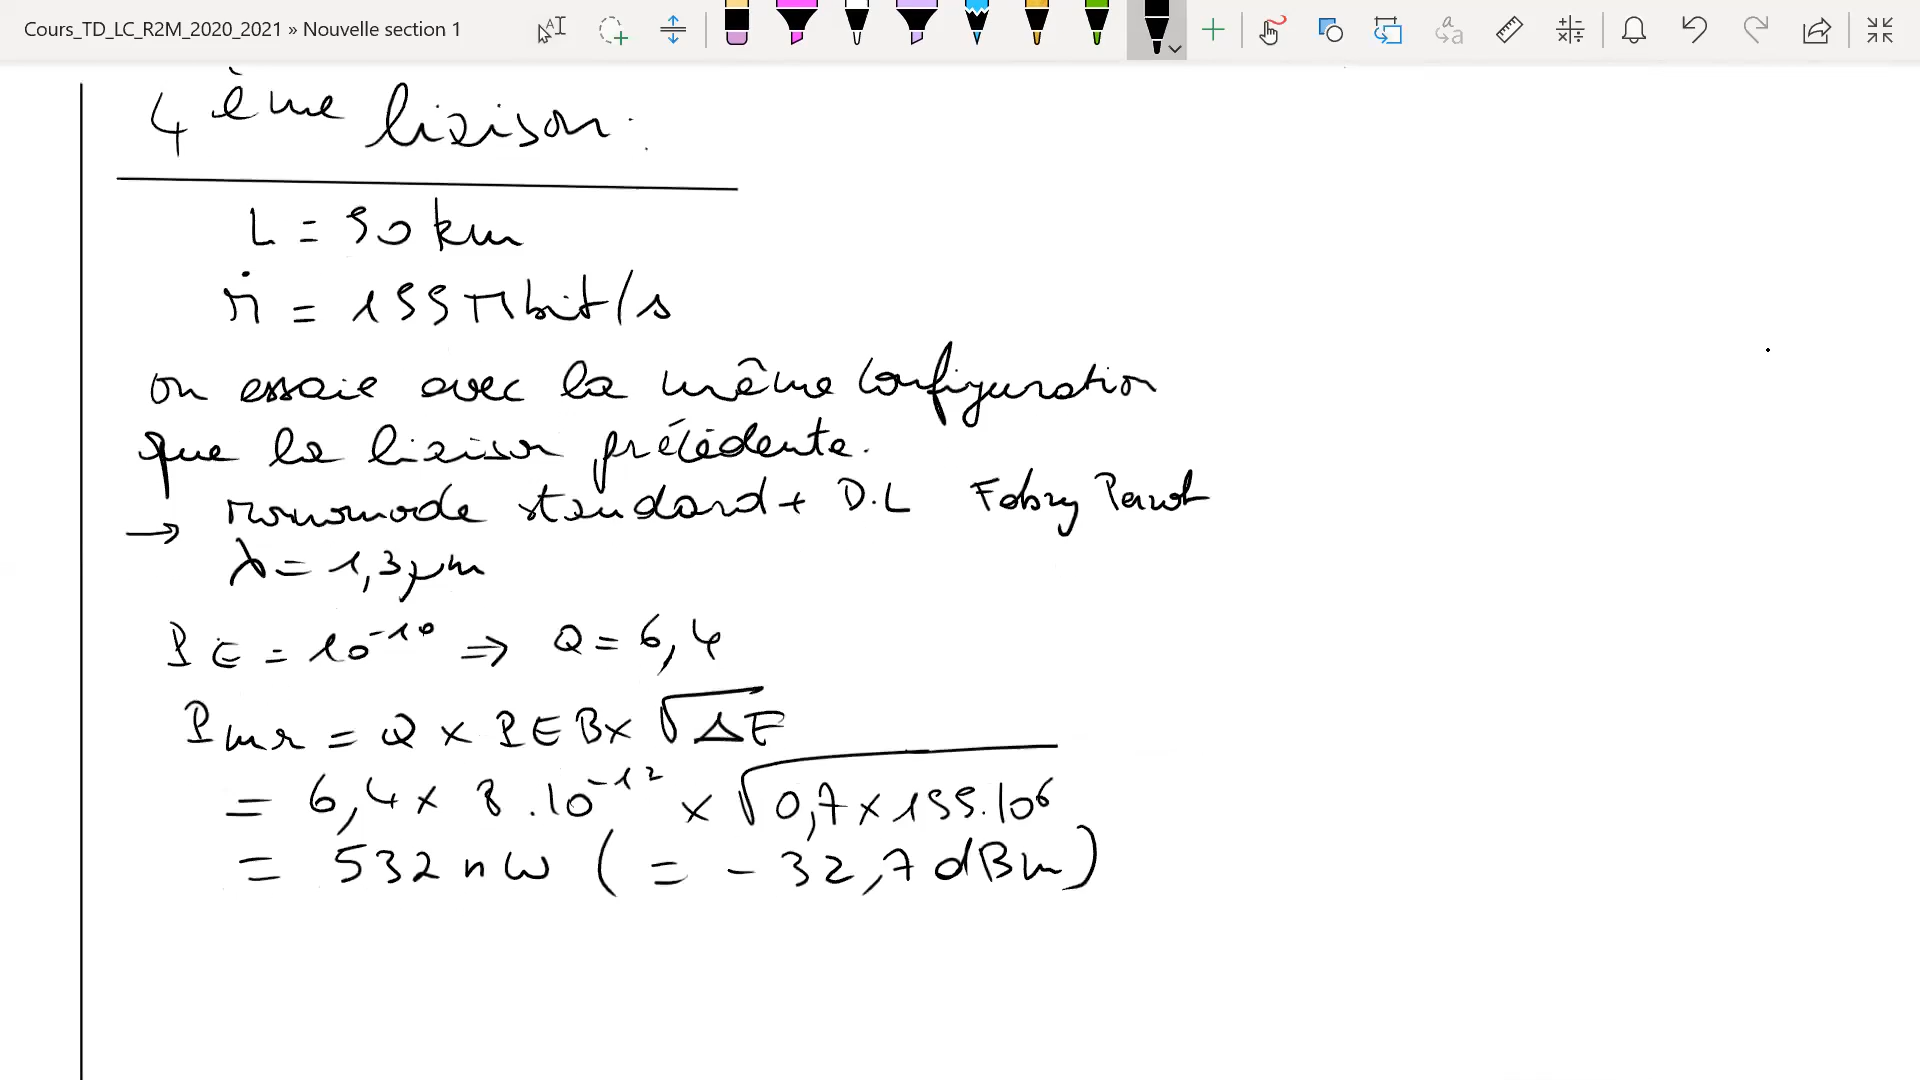 Cours_TD_LC_R2M_2020_2021 » Nouvelle section 1
4ème liaison :
L = 50 km
ṁ = 155 Mbit/s
on essaie avec la même configuration
que la liaison précédente.
→ monomode standard + D.L Fabry Perot
λ = 1,3 μm
PE = 10⁻¹⁰ ⇒ Q = 6,4
Pmr = Q × PEB × √ΔF
= 6,4 × 8 . 10⁻¹² × √0,7 × 155.10⁶
= 532 nW ( = - 32,7 dBm)